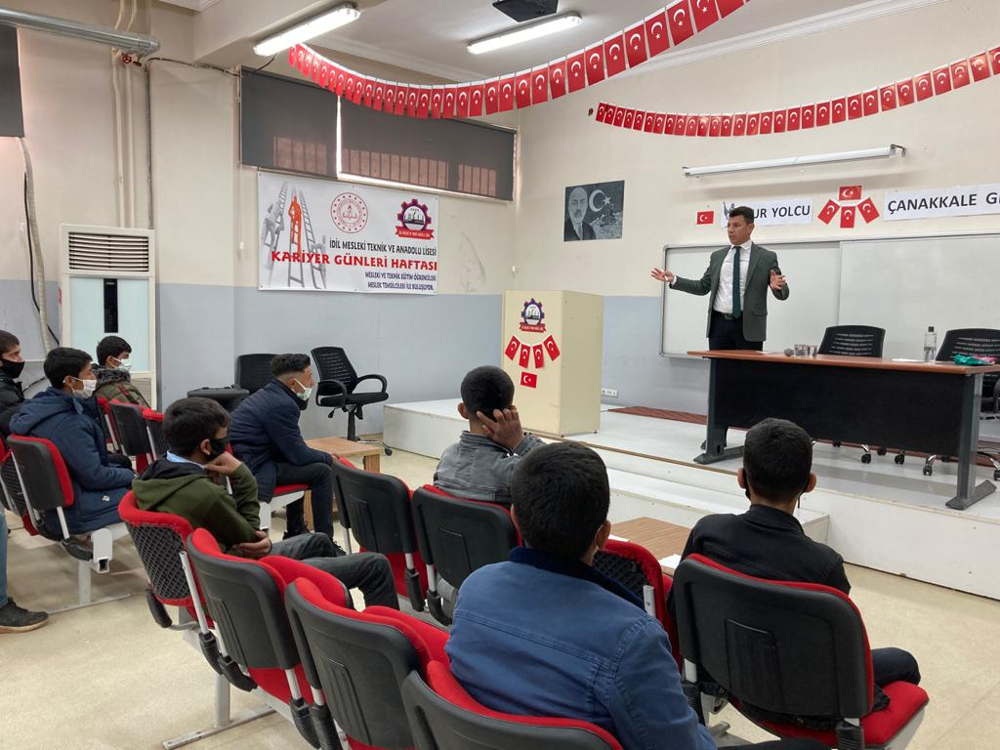 İDİL MESLEKİ TEKNİK VE ANADOLU LİSESİ
KARİYER GÜNLERİ HAFTASI
MESLEKİ VE TEKNİK EĞİTİM ÖĞRENCİLERİ
MESLEK TEMSİLCİLERİ İLE BULUŞUYOR.
UR YOLCU
ÇANAKKALE GE